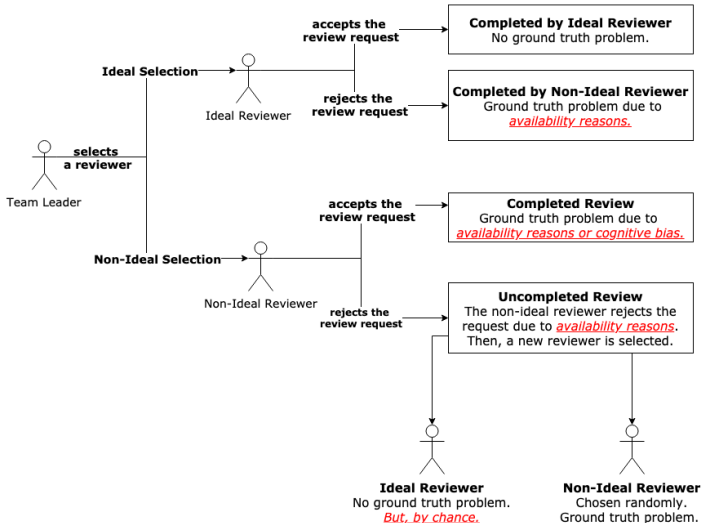 accepts the
review request
Completed by Ideal Reviewer
No ground truth problem.
Ideal Selection
Ideal Reviewer
rejects the
review request
Completed by Non-Ideal Reviewer
Ground truth problem due to
availability reasons.
selects
a reviewer
Team Leader
accepts the
review request
Completed Review
Ground truth problem due to
availability reasons or cognitive bias.
Non-Ideal Selection
Non-Ideal Reviewer
rejects the
review request
Uncompleted Review
The non-ideal reviewer rejects the
request due to availability reasons.
Then, a new reviewer is selected.
Ideal Reviewer
No ground truth problem.
But, by chance.
Non-Ideal Reviewer
Chosen randomly.
Ground truth problem.